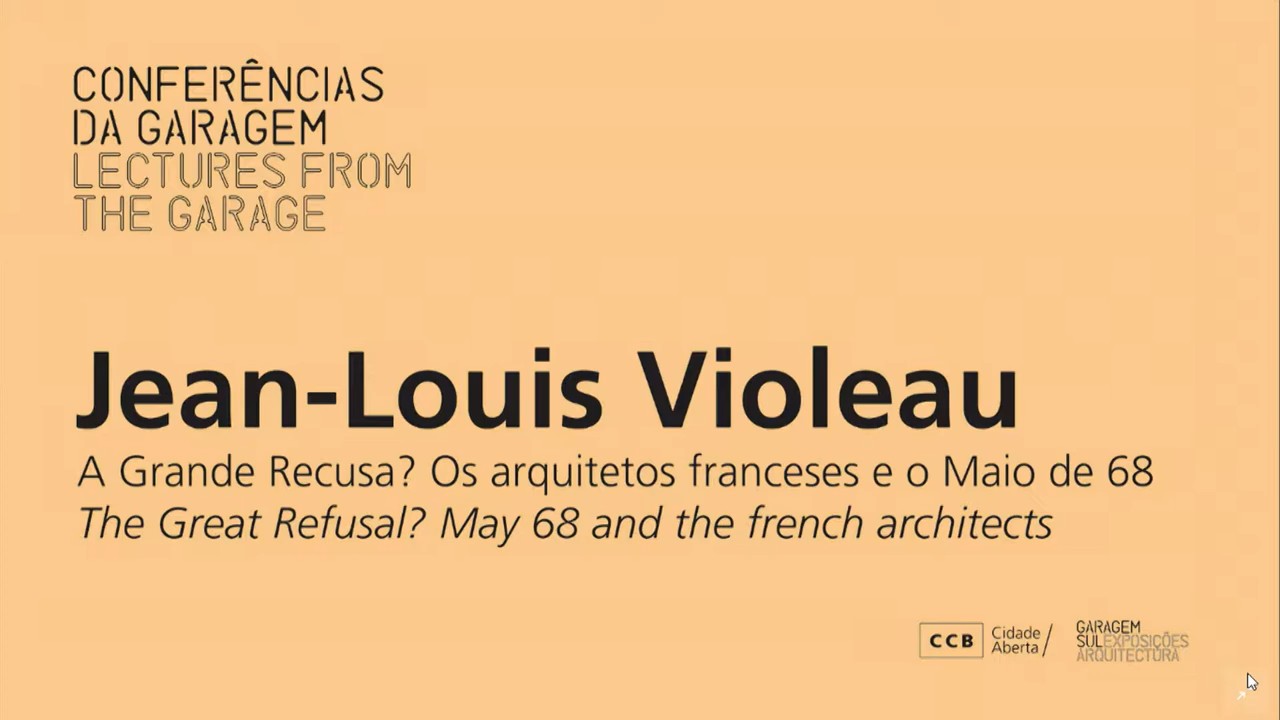 CONFERÊNCIAS
DA GARAGEM
LECTURES FROM
THE GARAGE
Jean-Louis Violeau
A Grande Recusa? Os arquitetos franceses e o Maio de 68
The Great Refusal? May 68 and the french architects
CCB
Cidade
Aberta
GARAGEM
SUL EXPOSIÇÕES
ARQUITECTURA